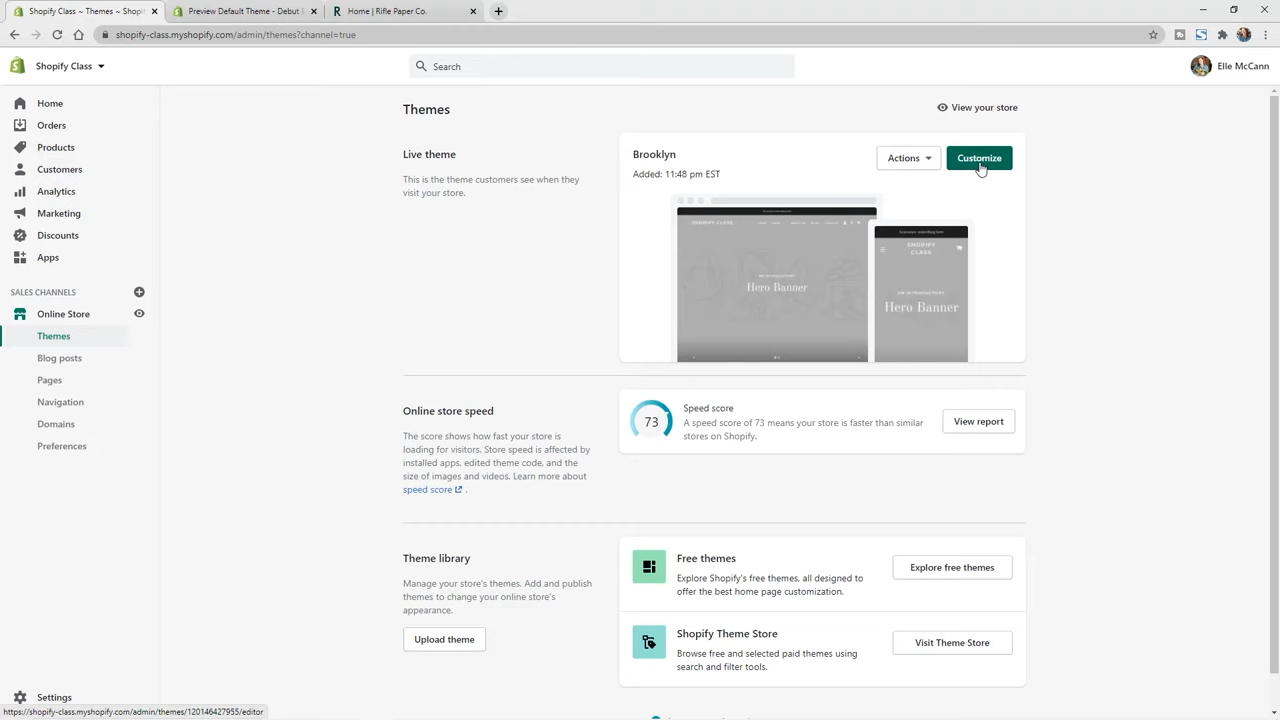 Shopify Class ~ Themes ~ Shopi
Preview Default Theme - Debut i
Home | Rifle Paper Co.
shopify-class.myshopify.com/admin/themes?channel=true
Shopify Class
Search
Elle McCann
Home
Orders
Products
Customers
Analytics
Marketing
Discounts
Apps
SALES CHANNELS
Online Store
Themes
Blog posts
Pages
Navigation
Domains
Preferences
Settings
https://shopify-class.myshopify.com/admin/themes/120146427955/editor
Themes
View your store
Live theme
This is the theme customers see when they
visit your store.
Brooklyn
Added: 11:48 pm EST
Actions
Customize
SHOPIFY CLASS
Hero Banner
SHOPIFY
CLASS
Hero Banner
Online store speed
The score shows how fast your store is
loading for visitors. Store speed is affected by
installed apps, edited theme code, and the
size of images and videos. Learn more about
speed score .
73
Speed score
A speed score of 73 means your store is faster than similar
stores on Shopify.
View report
Theme library
Manage your store's themes. Add and publish
themes to change your online store's
appearance.
Upload theme
Free themes
Explore Shopify's free themes, all designed to
offer the best home page customization.
Explore free themes
Shopify Theme Store
Browse free and selected paid themes using
search and filter tools.
Visit Theme Store